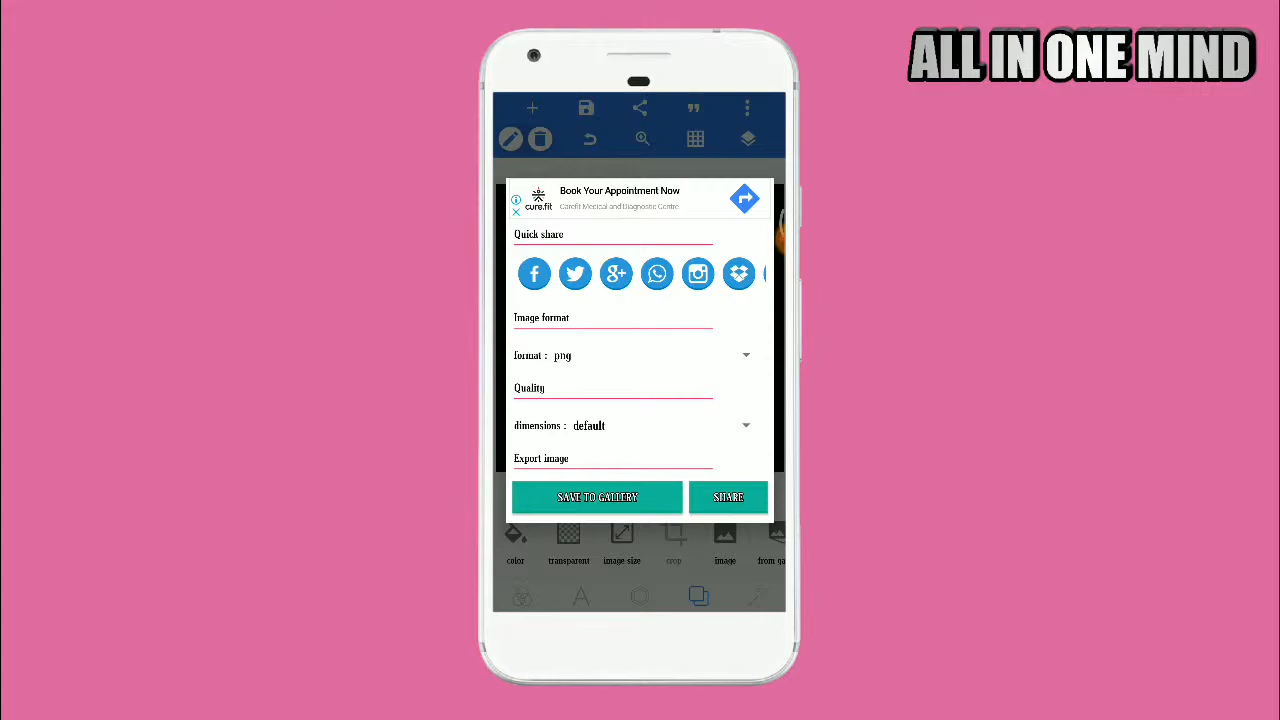 ALL IN ONE MIND
Book Your Appointment Now
cure.fit
Carefit Medical and Diagnostic Centre
Quick share
Image format
format : png
Quality
dimensions : default
Export image
SAVE TO GALLERY SHARE
color transparent image size crop image from ga